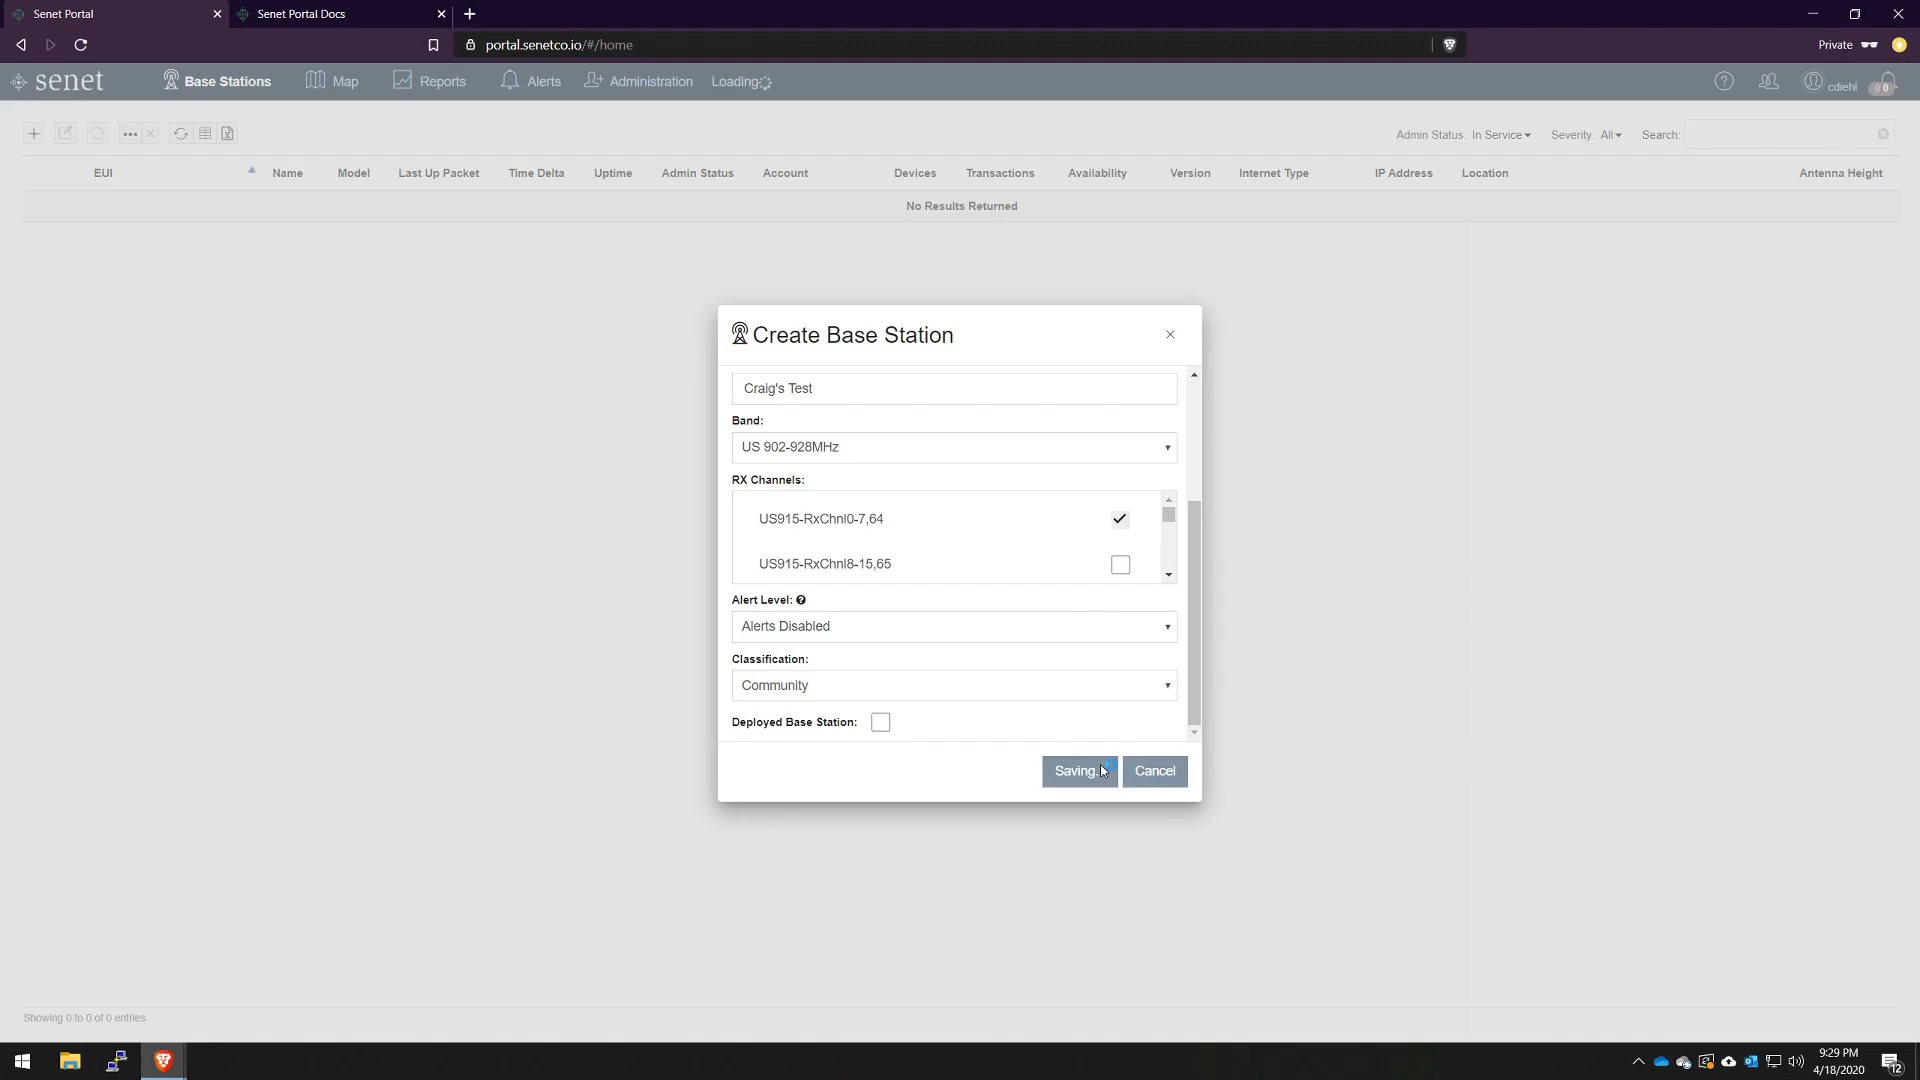 Senet Portal
Senet Portal Docs
portal.senetco.io/#/home
Private
senet
Base Stations
Map
Reports
Alerts
Administration
Loading
cdiehl
0 0
Admin Status: In Service
Severity: All
Search:
EUI
Name
Model
Last Up Packet
Time Delta
Uptime
Admin Status
Account
Devices
Transactions
Availability
Version
Internet Type
IP Address
Location
Antenna Height
No Results Returned
Create Base Station
Craig's Test
Band:
US 902-928MHz
RX Channels:
US915-RxChnl0-7,64
US915-RxChnl8-15,65
Alert Level:
Alerts Disabled
Classification:
Community
Deployed Base Station:
Saving..
Cancel
Showing 0 to 0 of 0 entries
9:29 PM
4/18/2020
12